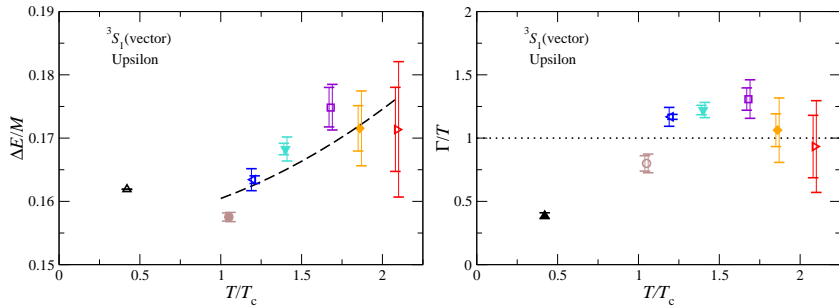 ³S₁(vector)
Upsilon
ΔE/M
0.19
0.18
0.17
0.16
0.15
0
0.5
1
1.5
2
T/T_c
³S₁(vector)
Upsilon
Γ/T
2
1.5
1
0.5
0
0
0.5
1
1.5
2
T/T_c